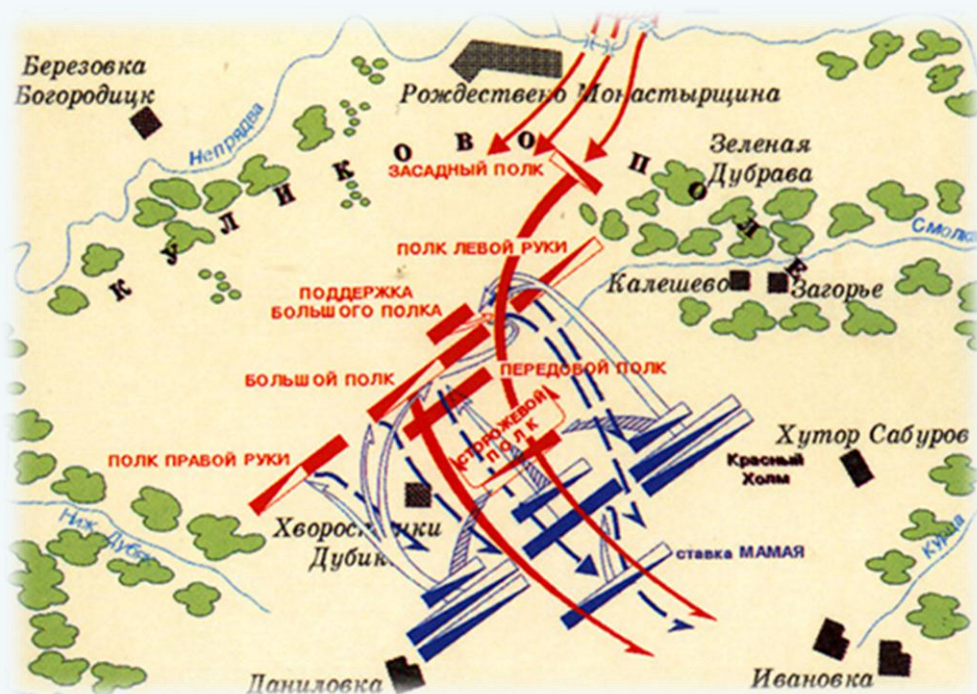 Березовка
Богородицк
Непрядва
Рождествено Монастырщина
КУЛИКОВО ПОЛЕ
ЗАСАДНЫЙ ПОЛК
Зеленая
Дубрава
Смолка
ПОЛК ЛЕВОЙ РУКИ
Калешево
Загорье
ПОДДЕРЖКА
БОЛЬШОГО ПОЛКА
БОЛЬШОЙ ПОЛК
ПЕРЕДОВОЙ ПОЛК
СТОРОЖЕВОЙ
ПОЛК
ПОЛК ПРАВОЙ РУКИ
Хутор Сабуров
Красный
Холм
Ниж. Дубяк
Дубик
ставка МАМАЯ
Курца
Даниловка
Ивановка